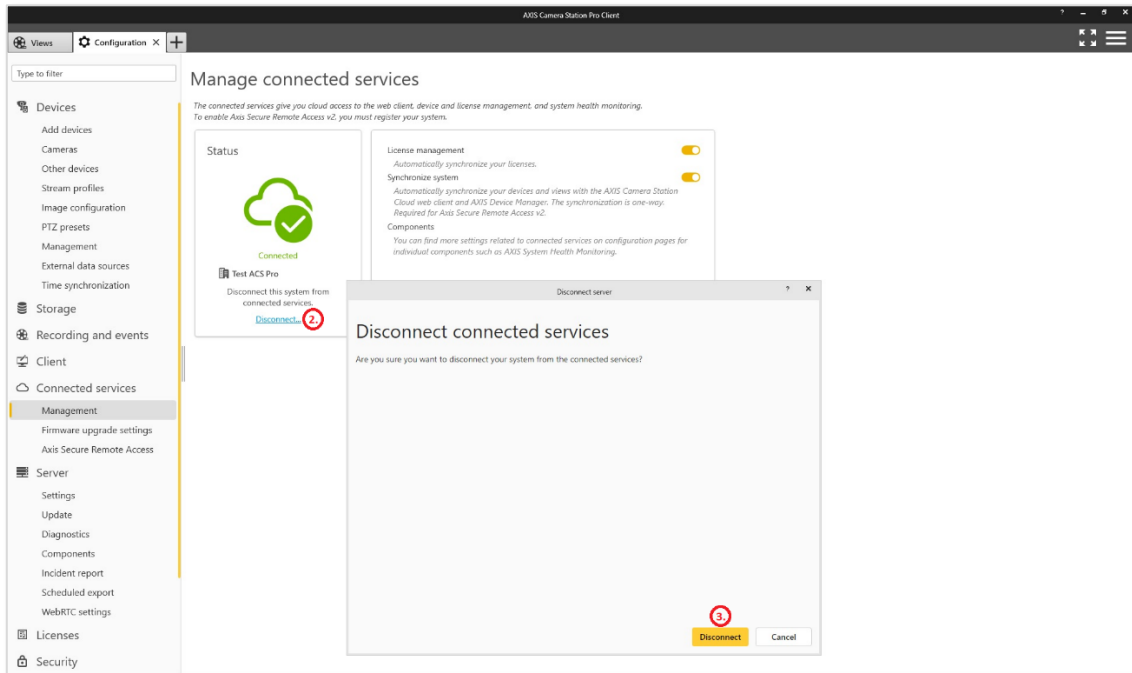 AXIS Camera Station Pro Client
?
Views
Configuration
Type to filter
Devices
Add devices
Cameras
Other devices
Stream profiles
Image configuration
PTZ presets
Management
External data sources
Time synchronization
Storage
Recording and events
Client
Connected services
Management
Firmware upgrade settings
Axis Secure Remote Access
Server
Settings
Update
Diagnostics
Components
Incident report
Scheduled export
WebRTC settings
Licenses
Security
Manage connected services
The connected services give you cloud access to the web client, device and license management, and system health monitoring.
To enable Axis Secure Remote Access v2, you must register your system.
Status
Connected
Test ACS Pro
Disconnect this system from
connected services.
Disconnect...
2.
License management
Automatically synchronize your licenses.
Synchronize system
Automatically synchronize your devices and views with the AXIS Camera Station
Cloud web client and AXIS Device Manager. The synchronization is one-way.
Required for Axis Secure Remote Access v2.
Components
You can find more settings related to connected services on configuration pages for
individual components such as AXIS System Health Monitoring.
Disconnect server
?
Disconnect connected services
Are you sure you want to disconnect your system from the connected services?
3.
Disconnect
Cancel